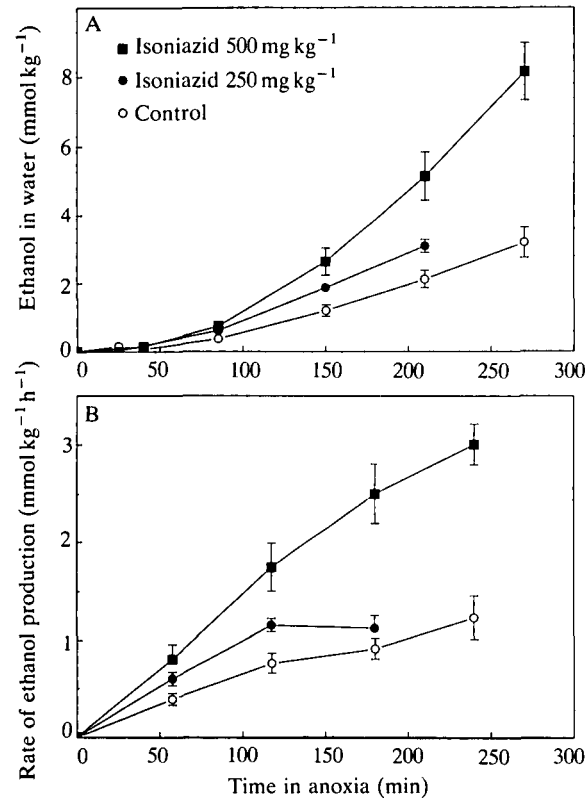 A
Isoniazid 500 mg kg⁻¹
Isoniazid 250 mg kg⁻¹
Control
Ethanol in water (mmol kg⁻¹)
8
6
4
2
0
0 50 100 150 200 250 300
B
Rate of ethanol production (mmol kg⁻¹ h⁻¹)
3
2
1
0
0 50 100 150 200 250 300
Time in anoxia (min)